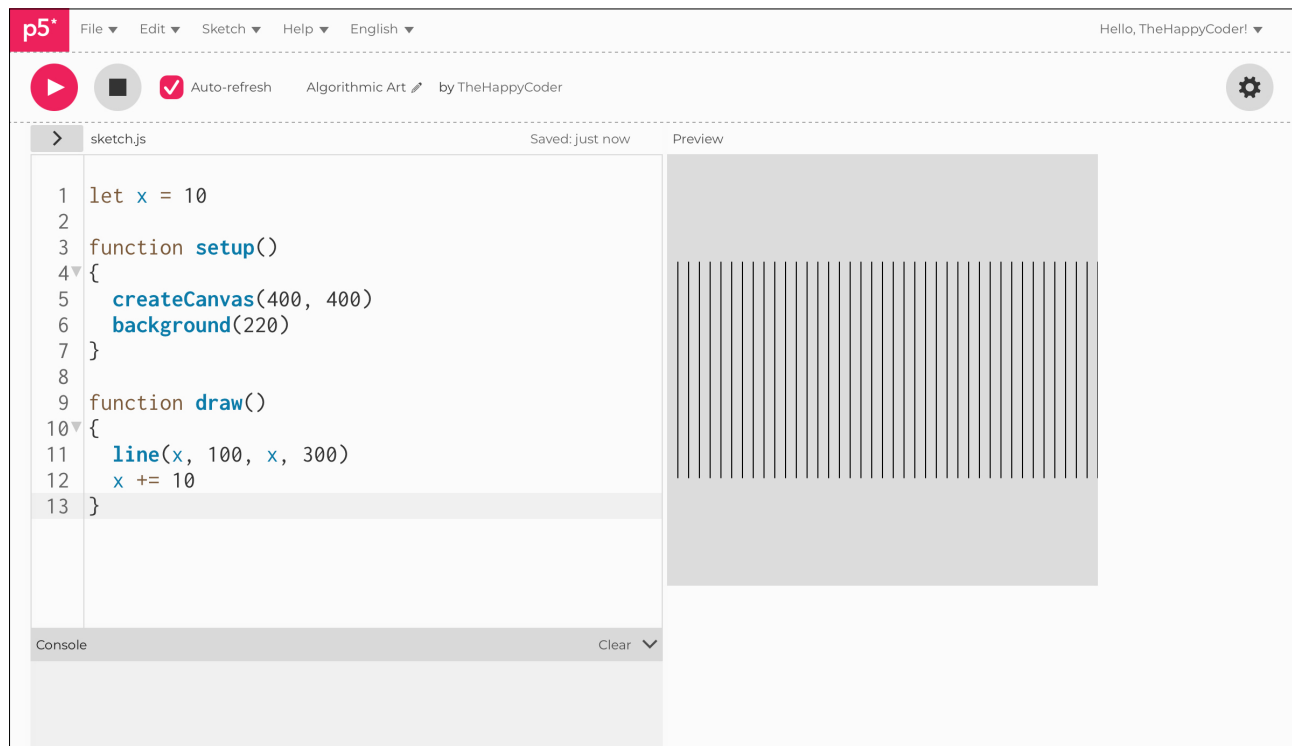 p5* File Edit Sketch Help English Hello, TheHappyCoder!
Auto-refresh Algorithmic Art by TheHappyCoder
sketch.js Saved: just now Preview
1 let x = 10
2
3 function setup()
4 {
5   createCanvas(400, 400)
6   background(220)
7 }
8
9 function draw()
10 {
11   line(x, 100, x, 300)
12   x += 10
13 }
Console Clear